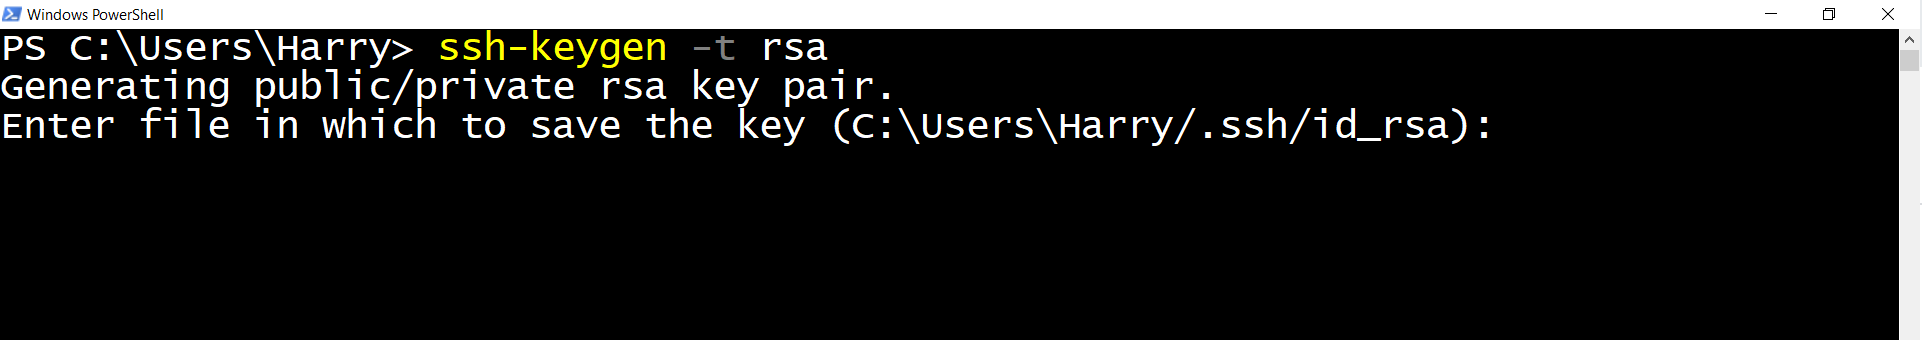 Windows PowerShell
PS C:\Users\Harry> ssh-keygen -t rsa
Generating public/private rsa key pair.
Enter file in which to save the key (C:\Users\Harry/.ssh/id_rsa):